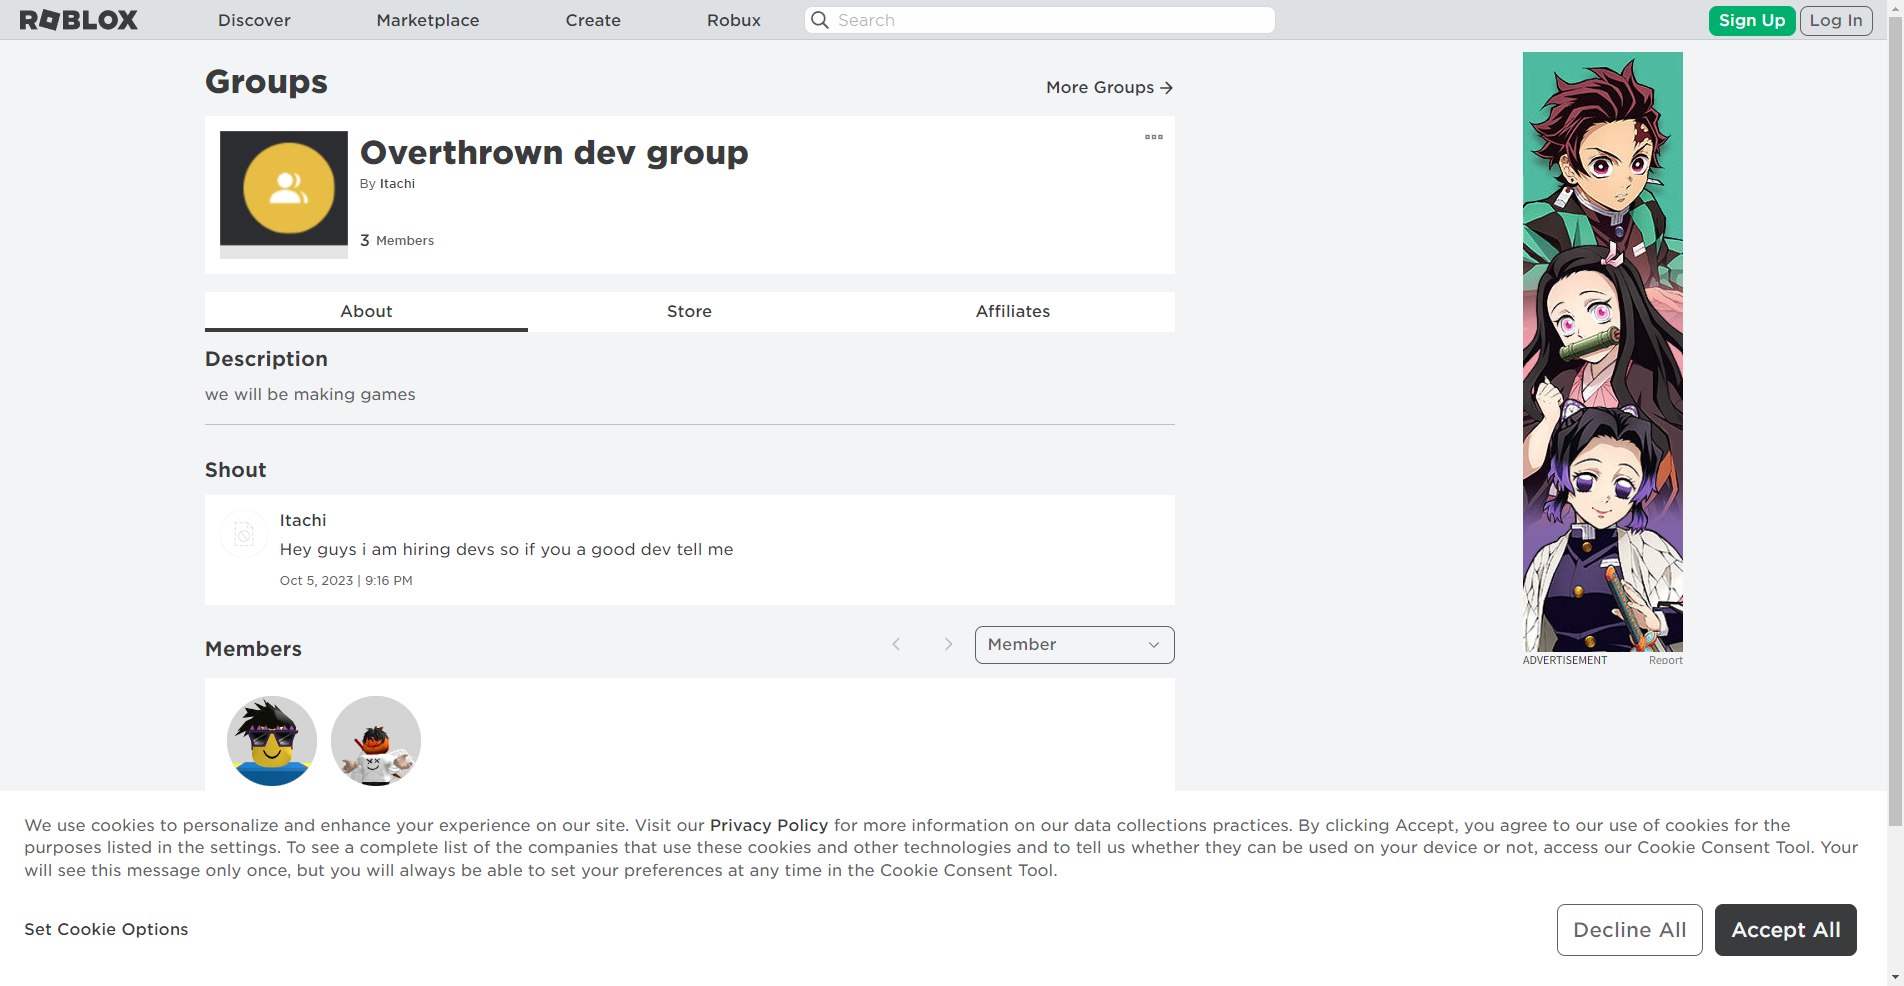 ROBLOX Discover Marketplace Create Robux Search Sign Up Log In
Groups
More Groups
Overthrown dev group
By Itachi
3 Members
About Store Affiliates
Description
we will be making games
Shout
Itachi
Hey guys i am hiring devs so if you a good dev tell me
Oct 5, 2023 | 9:16 PM
Members
Member
ADVERTISEMENT Report
We use cookies to personalize and enhance your experience on our site. Visit our Privacy Policy for more information on our data collections practices. By clicking Accept, you agree to our use of cookies for the
purposes listed in the settings. To see a complete list of the companies that use these cookies and other technologies and to tell us whether they can be used on your device or not, access our Cookie Consent Tool. Your
will see this message only once, but you will always be able to set your preferences at any time in the Cookie Consent Tool.
Set Cookie Options
Decline All
Accept All